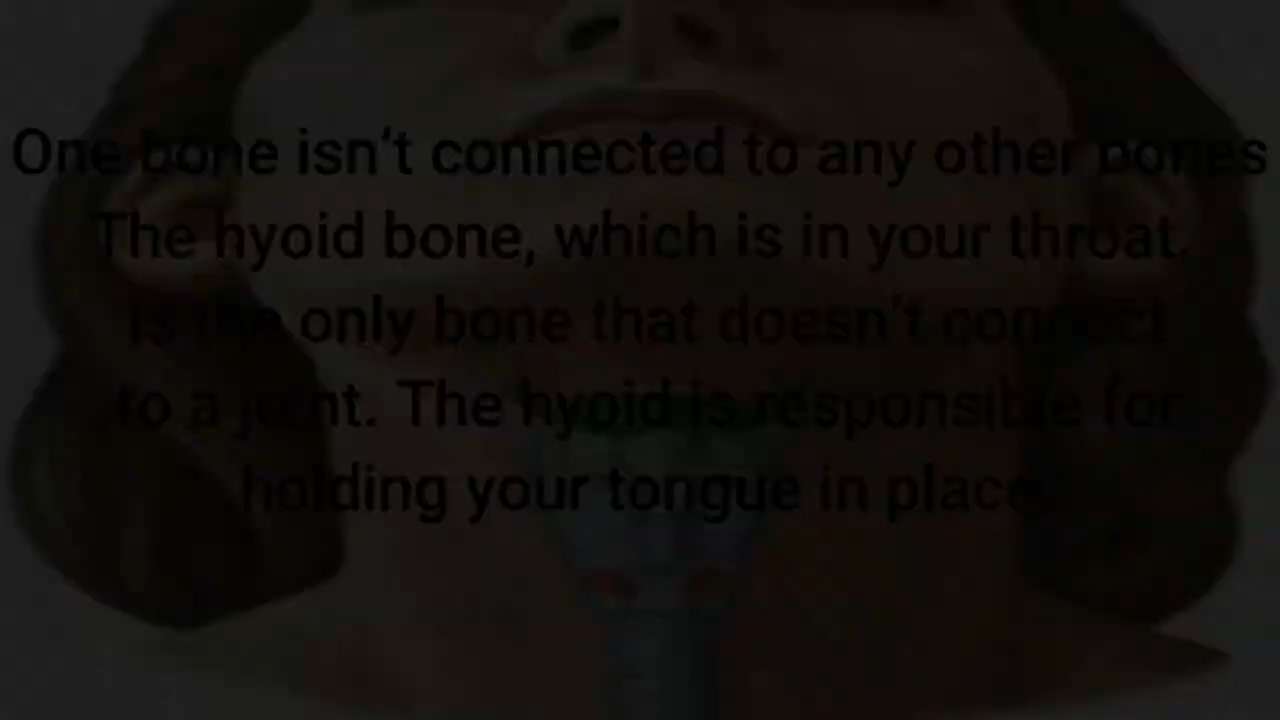 One bone isn't connected to any other bones
The hyoid bone, which is in your throat.
Is the only bone that doesn't connect
to a joint. The hyoid is responsible for
holding your tongue in place.